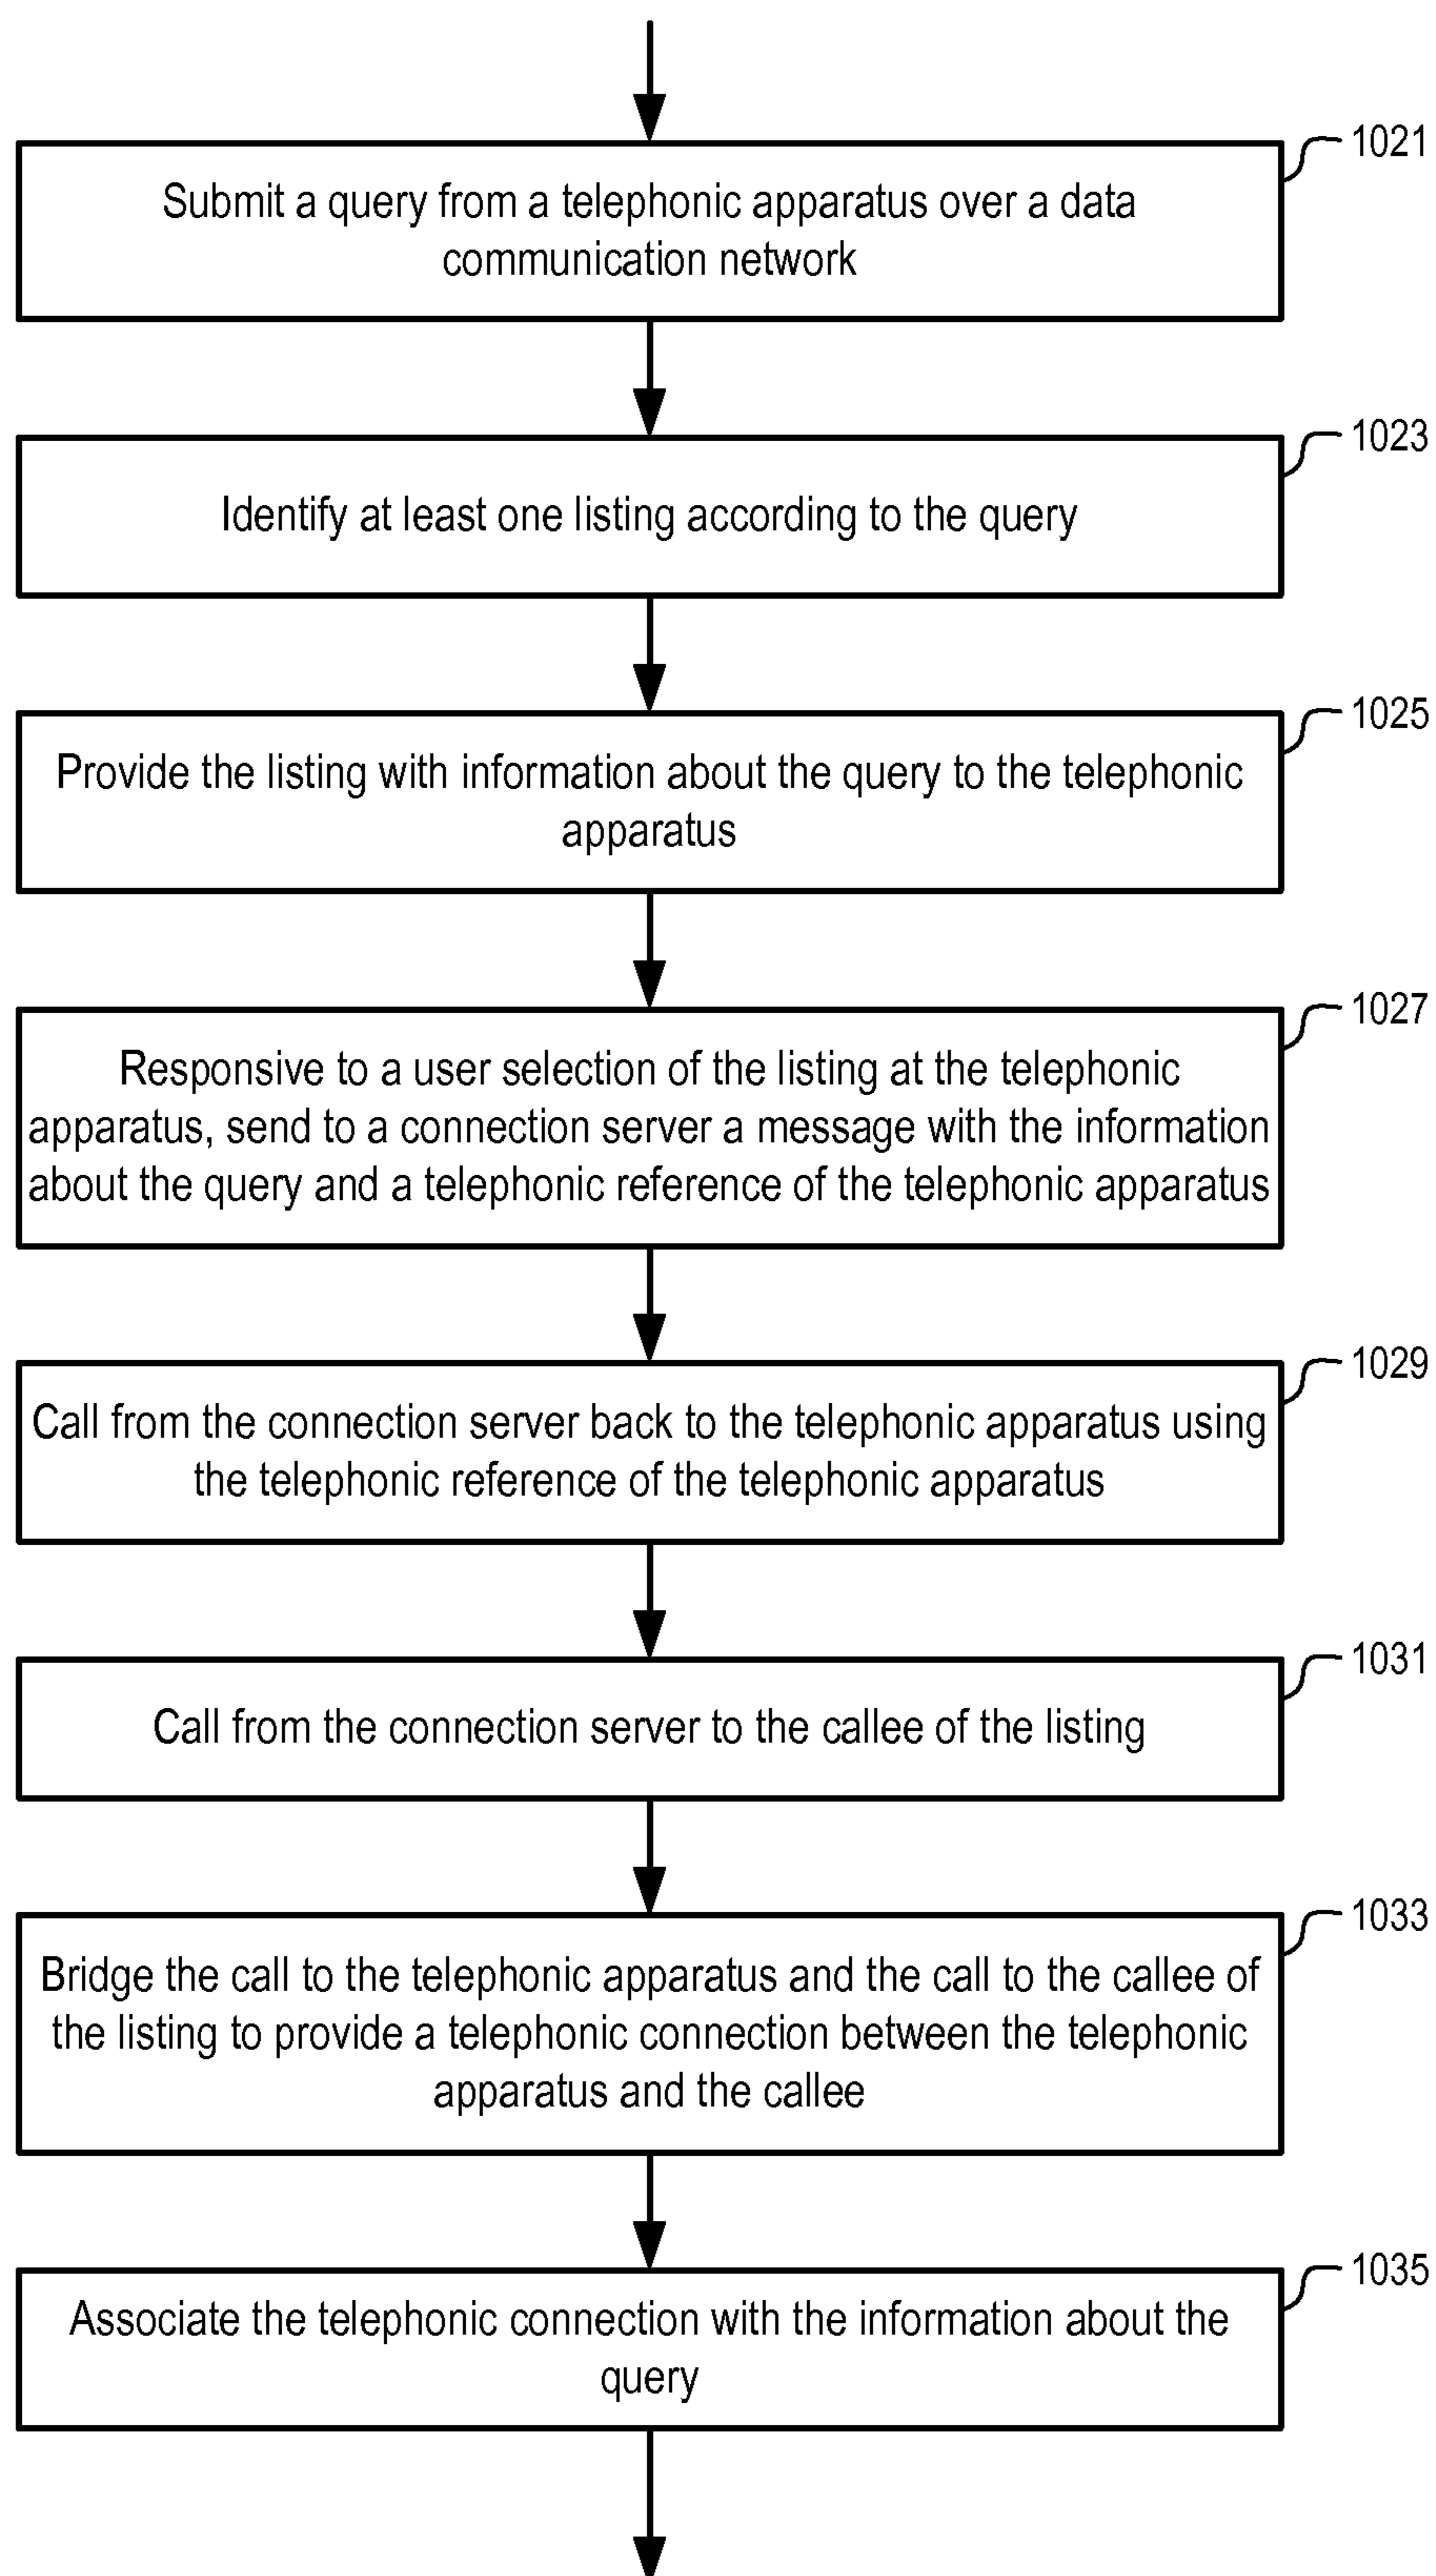 1021
Submit a query from a telephonic apparatus over a data
communication network
1023
Identify at least one listing according to the query
1025
Provide the listing with information about the query to the telephonic
apparatus
1027
Responsive to a user selection of the listing at the telephonic
apparatus, send to a connection server a message with the information
about the query and a telephonic reference of the telephonic apparatus
1029
Call from the connection server back to the telephonic apparatus using
the telephonic reference of the telephonic apparatus
1031
Call from the connection server to the callee of the listing
1033
Bridge the call to the telephonic apparatus and the call to the callee of
the listing to provide a telephonic connection between the telephonic
apparatus and the callee
1035
Associate the telephonic connection with the information about the
query